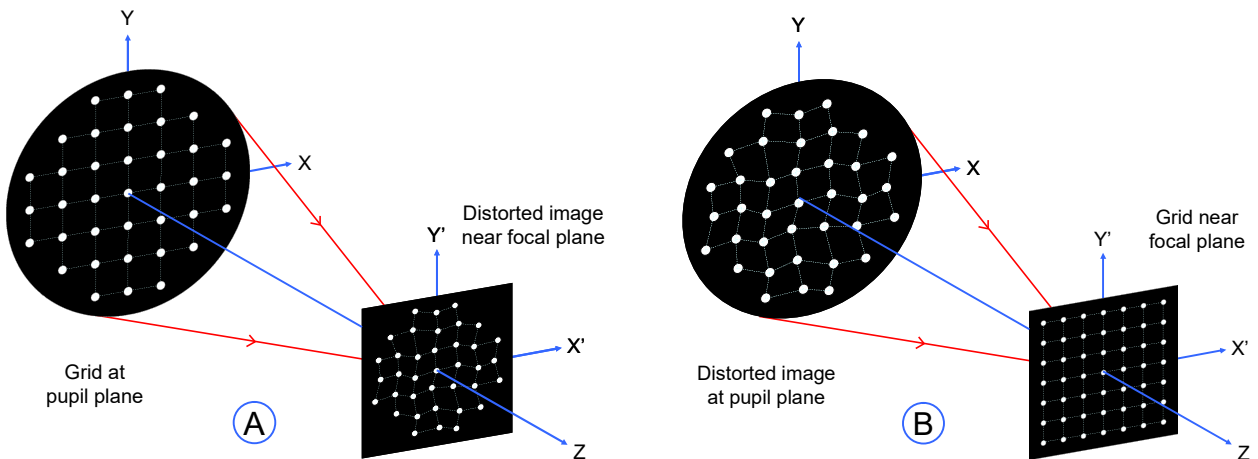 Y
X
Distorted image
near focal plane
Y’
X’
Z
Grid at
pupil plane
A
Y
X
Grid near
focal plane
Y’
X’
Z
Distorted image
at pupil plane
B